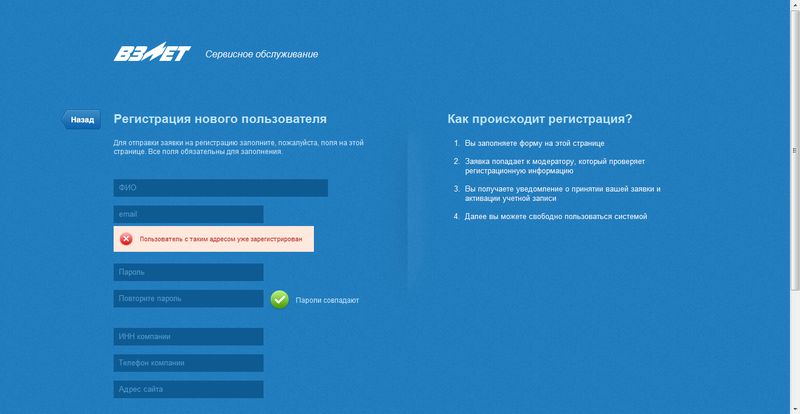 ВЗЛЕТ Сервисное обслуживание
Назад
Регистрация нового пользователя
Для отправки заявки на регистрацию заполните, пожалуйста, поля на этой
странице. Все поля обязательны для заполнения.
ФИО
email
Пользователь с таким адресом уже зарегистрирован
Пароль
Повторите пароль
Пароли совпадают
ИНН компании
Телефон компании
Адрес сайта
Как происходит регистрация?
1. Вы заполняете форму на этой странице
2. Заявка попадает к модератору, который проверяет
регистрационную информацию
3. Вы получаете уведомление о принятии вашей заявки и
активации учетной записи
4. Далее вы можете свободно пользоваться системой